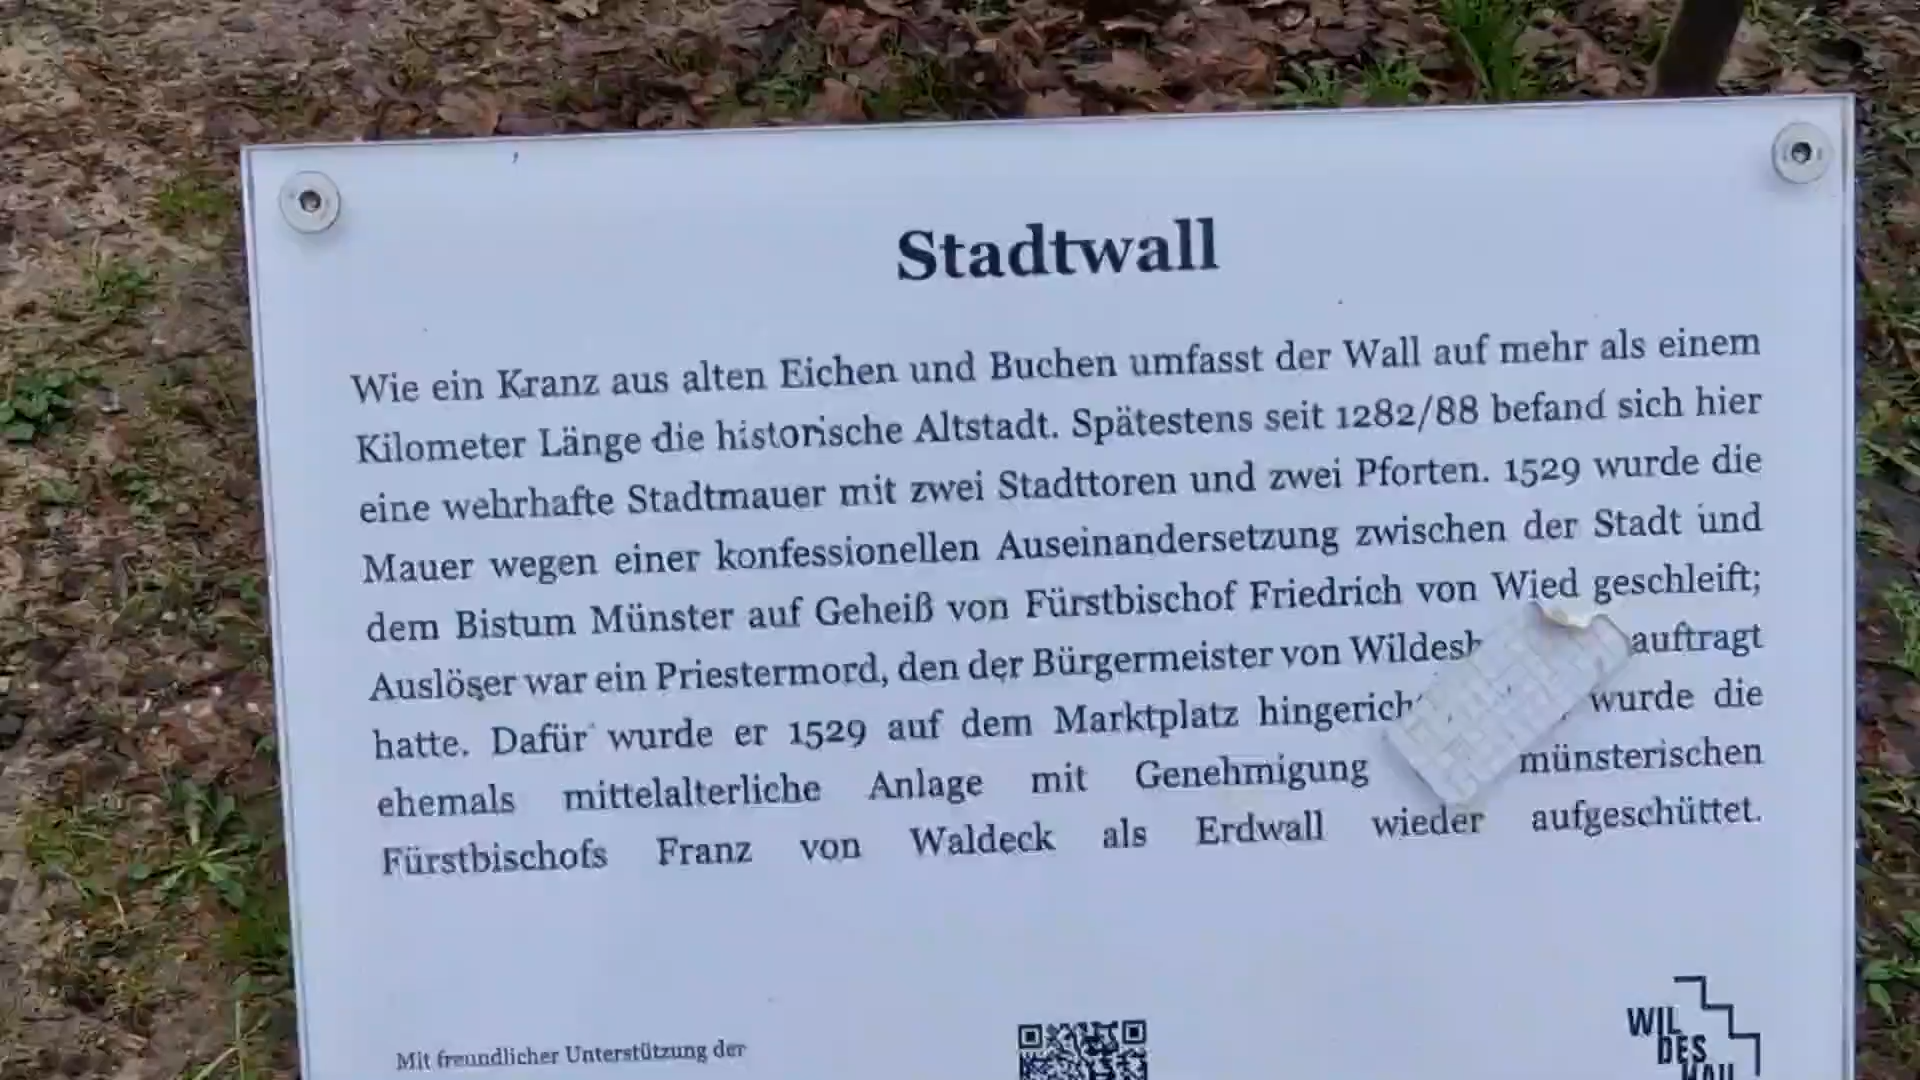 Stadtwall
Wie ein Kranz aus alten Eichen und Buchen umfasst der Wall auf mehr als einem
Kilometer Länge die historische Altstadt. Spätestens seit 1282/88 befand sich hier
eine wehrhafte Stadtmauer mit zwei Stadttoren und zwei Pforten. 1529 wurde die
Mauer wegen einer konfessionellen Auseinandersetzung zwischen der Stadt und
dem Bistum Münster auf Geheiß von Fürstbischof Friedrich von Wied geschleift;
Auslöser war ein Priestermord, den der Bürgermeister von Wildesh auftragt
hatte. Dafür wurde er 1529 auf dem Marktplatz hingerich wurde die
ehemals mittelalterliche Anlage mit Genehmigung münsterischen
Fürstbischofs Franz von Waldeck als Erdwall wieder aufgeschüttet.
Mit freundlicher Unterstützung der
WIL
DES